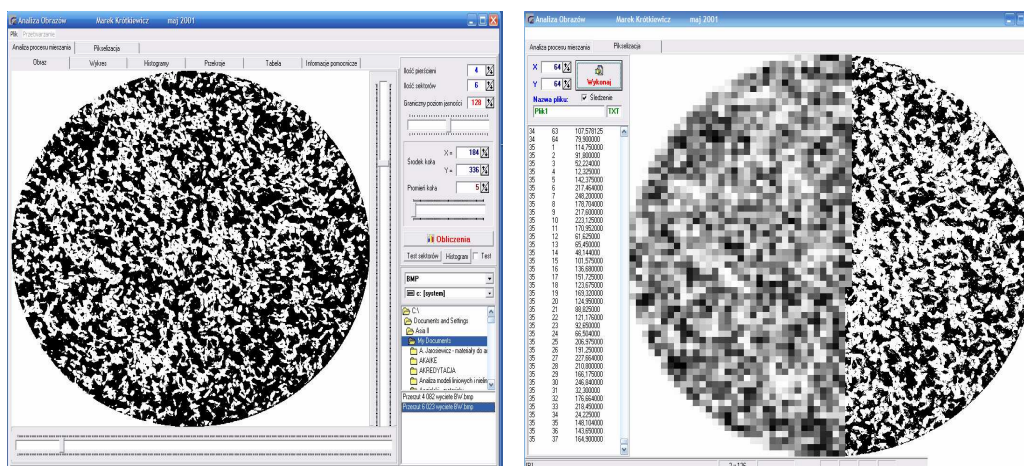 Analiza Obrazów Marek Krótkiewicz maj 2001
Plik Przetwarzanie
Analiza procesu mieszania Pikselizacja
Obraz Wykres Histogramy Przekroje Tabela Informacje pomocnicze
Ilość pierścieni 4
Ilość sektorów 6
Graniczny poziom jasności 128
X = 184
Środek koła
Y = 336
Promień koła 5
Obliczenia
Test sektorów Histogram Test
BMP
c: [system]
C:\
Documents and Settings
Asia II
My Documents
A. Jarosewicz - materiały do a
AKAIKE
AKREDYTACJA
Analiza modeli liniowych i nielin
Przeszut 4 082 wyciete BW.bmp
Przeszut 6 023 wyciete BW.bmp
Analiza Obrazów Marek Krótkiewicz maj 2001
Analiza procesu mieszania Pikselizacja
X 64
Y 64
Wykonaj
Nazwa pliku: Śledzenie
Plik1 TXT
34 63 107,578125
34 64 79,900000
35 1 114,750000
35 2 91,800000
35 3 52,224000
35 4 12,325000
35 5 142,375000
35 6 217,464000
35 7 248,200000
35 8 178,704000
35 9 217,600000
35 10 223,125000
35 11 170,952000
35 12 61,625000
35 13 65,450000
35 14 48,144000
35 15 101,575000
35 16 136,680000
35 17 151,725000
35 18 123,675000
35 19 169,320000
35 20 124,950000
35 21 88,825000
35 22 121,176000
35 23 92,650000
35 24 66,504000
35 25 206,975000
35 26 191,250000
35 27 227,664000
35 28 210,800000
35 29 166,175000
35 30 246,840000
35 31 32,300000
35 32 176,664000
35 33 218,450000
35 34 24,225000
35 35 148,104000
35 36 143,650000
35 37 164,900000